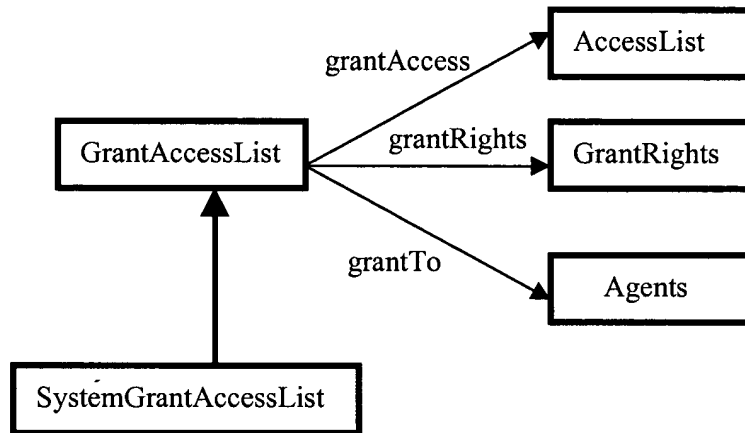 AccessList
grantAccess
grantRights
GrantAccessList
GrantRights
grantTo
Agents
SystemGrantAccessList